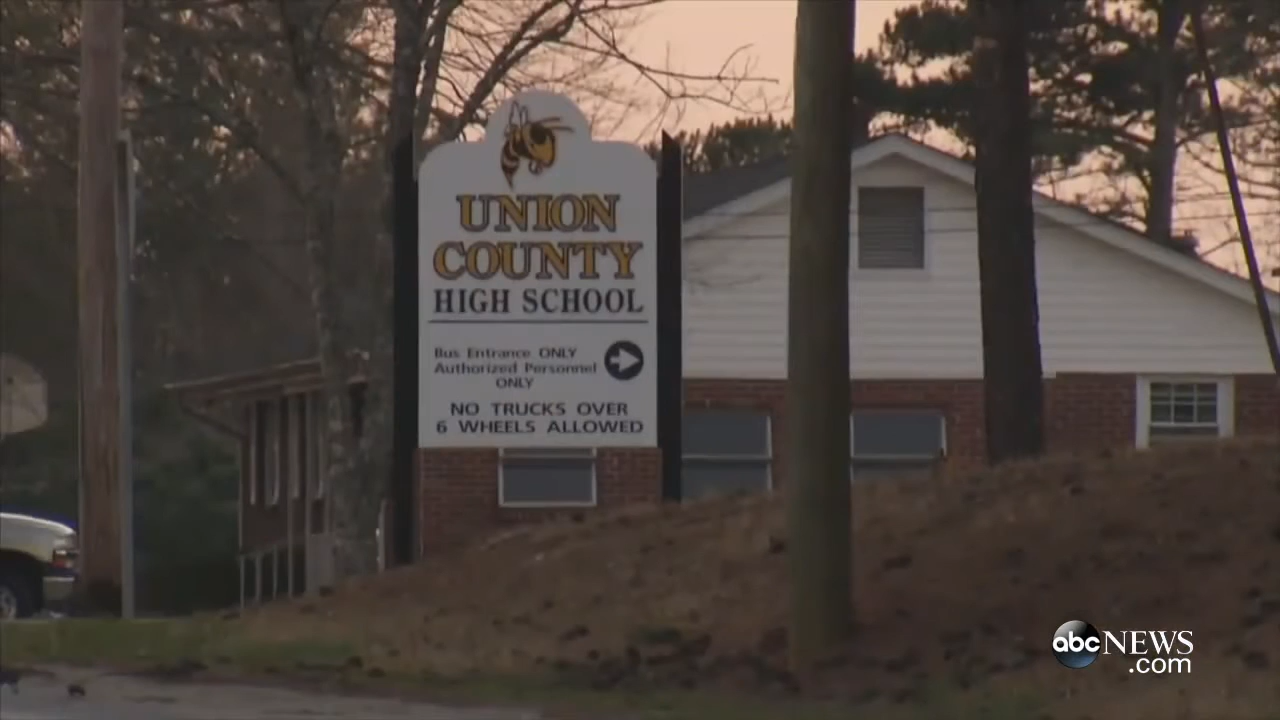 UNION
COUNTY
HIGH SCHOOL
Bus Entrance ONLY
Authorized Personnel
ONLY
NO TRUCKS OVER
6 WHEELS ALLOWED
abc NEWS
.com